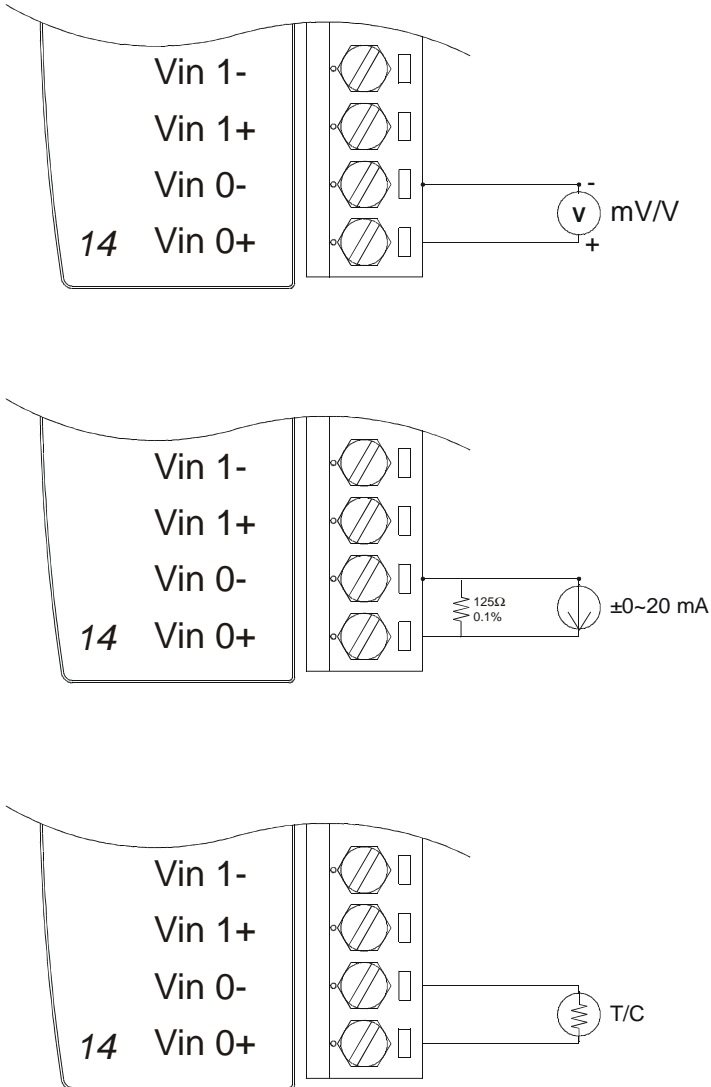 Vin 1-
Vin 1+
Vin 0-
14 Vin 0+
-
V mV/V
+
Vin 1-
Vin 1+
Vin 0-
14 Vin 0+
125Ω
0.1%
±0~20 mA
Vin 1-
Vin 1+
Vin 0-
14 Vin 0+
T/C